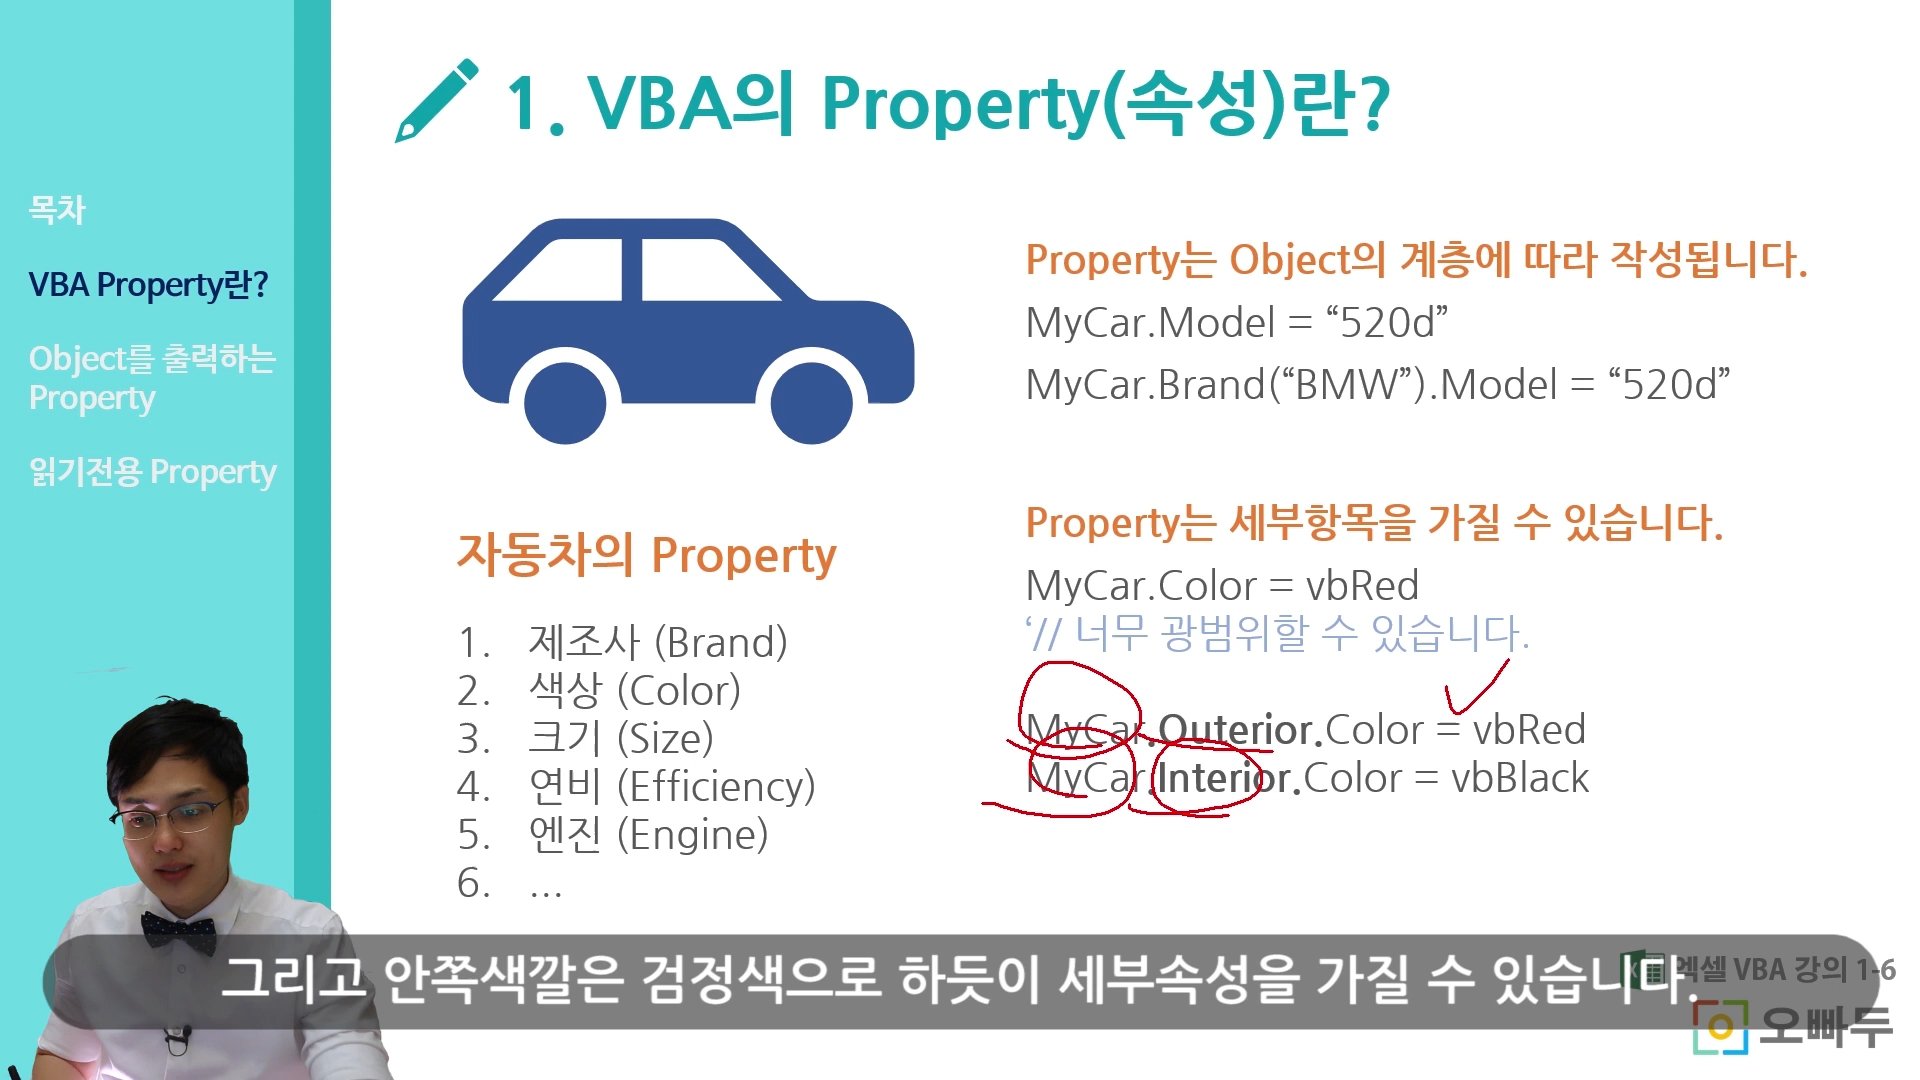 1. VBA의 Property(속성)란?
목차
VBA Property란?
Object를 출력하는
Property
읽기전용 Property
자동차의 Property
1. 제조사 (Brand)
2. 색상 (Color)
3. 크기 (Size)
4. 연비 (Efficiency)
5. 엔진 (Engine)
6. ...
Property는 Object의 계층에 따라 작성됩니다.
MyCar.Model = “520d”
MyCar.Brand(“BMW”).Model = “520d”
Property는 세부항목을 가질 수 있습니다.
MyCar.Color = vbRed
‘// 너무 광범위할 수 있습니다.
MyCar.Outerior.Color = vbRed
MyCar.Interior.Color = vbBlack
그리고 안쪽색깔은 검정색으로 하듯이 세부속성을 가질 수 있습니다.
엑셀 VBA 강의 1-6
오빠두